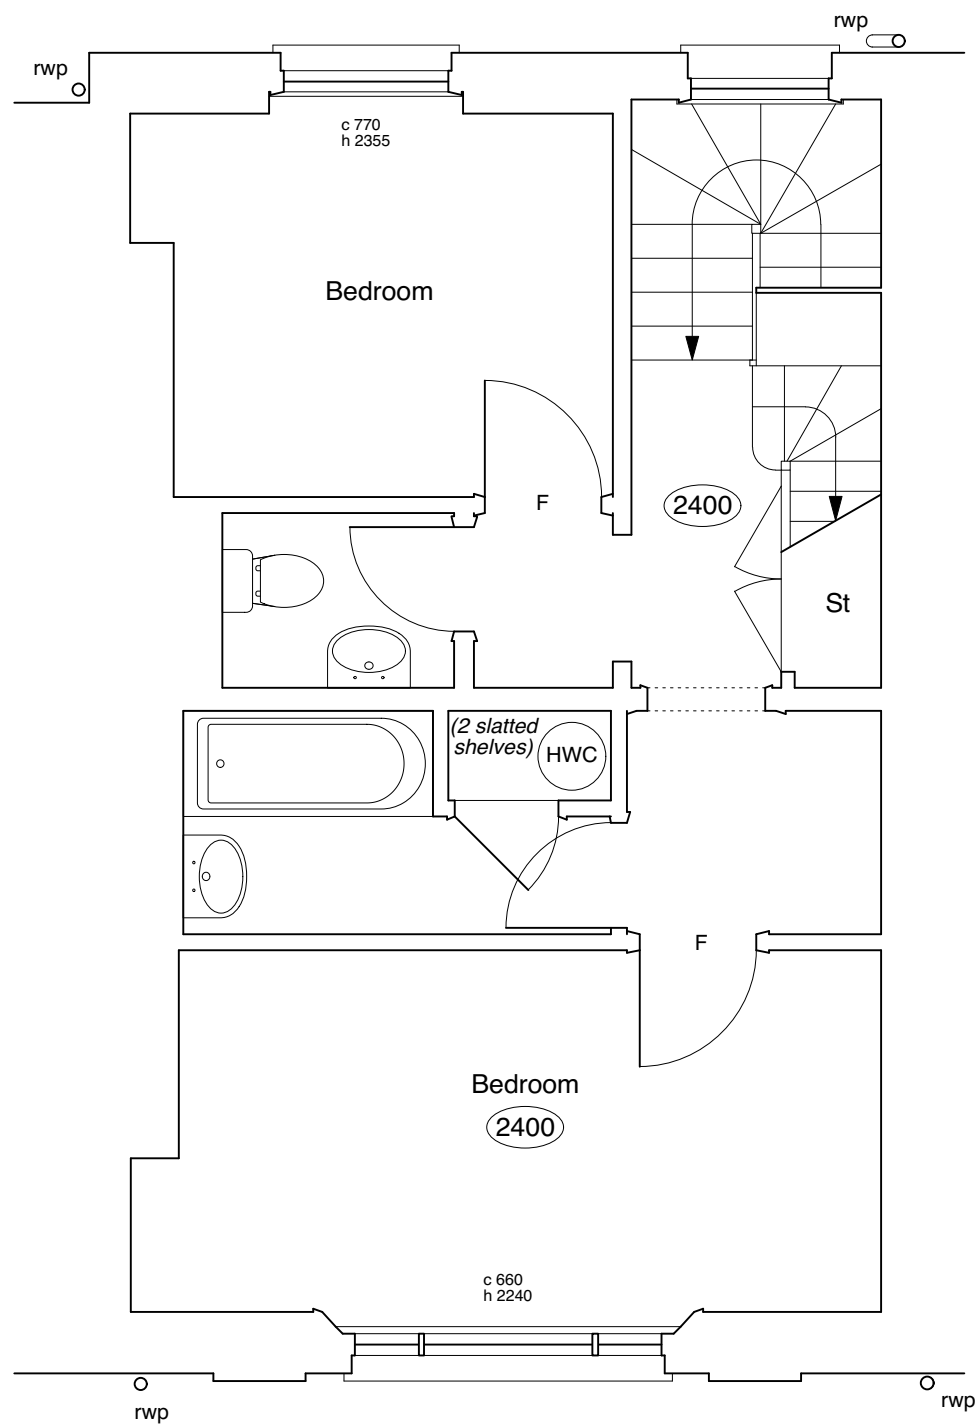 rwp
rwp
c 770
h 2355
Bedroom
F
2400
St
(2 slatted
shelves)
HWC
F
Bedroom
2400
c 660
h 2240
rwp
rwp